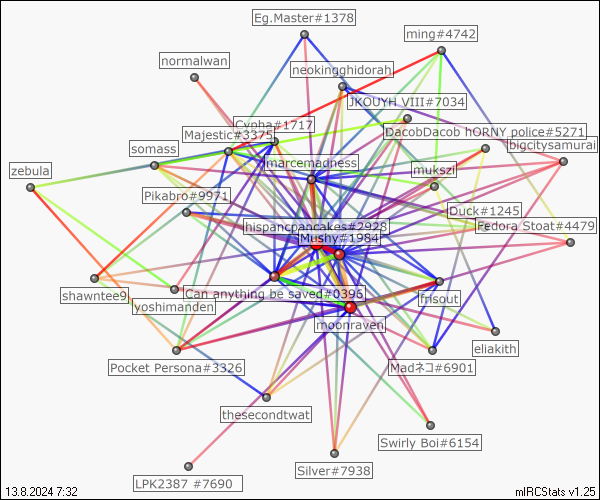 Eg.Master#1378
ming#4742
normalwan
neokingghidorah
JKOUYH_VIII#7034
Cypha#1717
DacobDacob hORNY police#5271
Majestic#3375
bigcitysamurai
somass
marcemadness
zebula
mukszi
Pikabro#9971
Duck#1245
hispancpancakes#2928
Fedora Stoat#4479
Mushy#1984
shawntee9
Can anything be saved#0396
frisout
yoshimanden
moonraven
eliakith
Pocket Persona#3326
Madネコ#6901
thesecondtwat
Swirly Boi#6154
Silver#7938
LPK2387 #7690
13.8.2024 7:32
mIRCStats v1.25